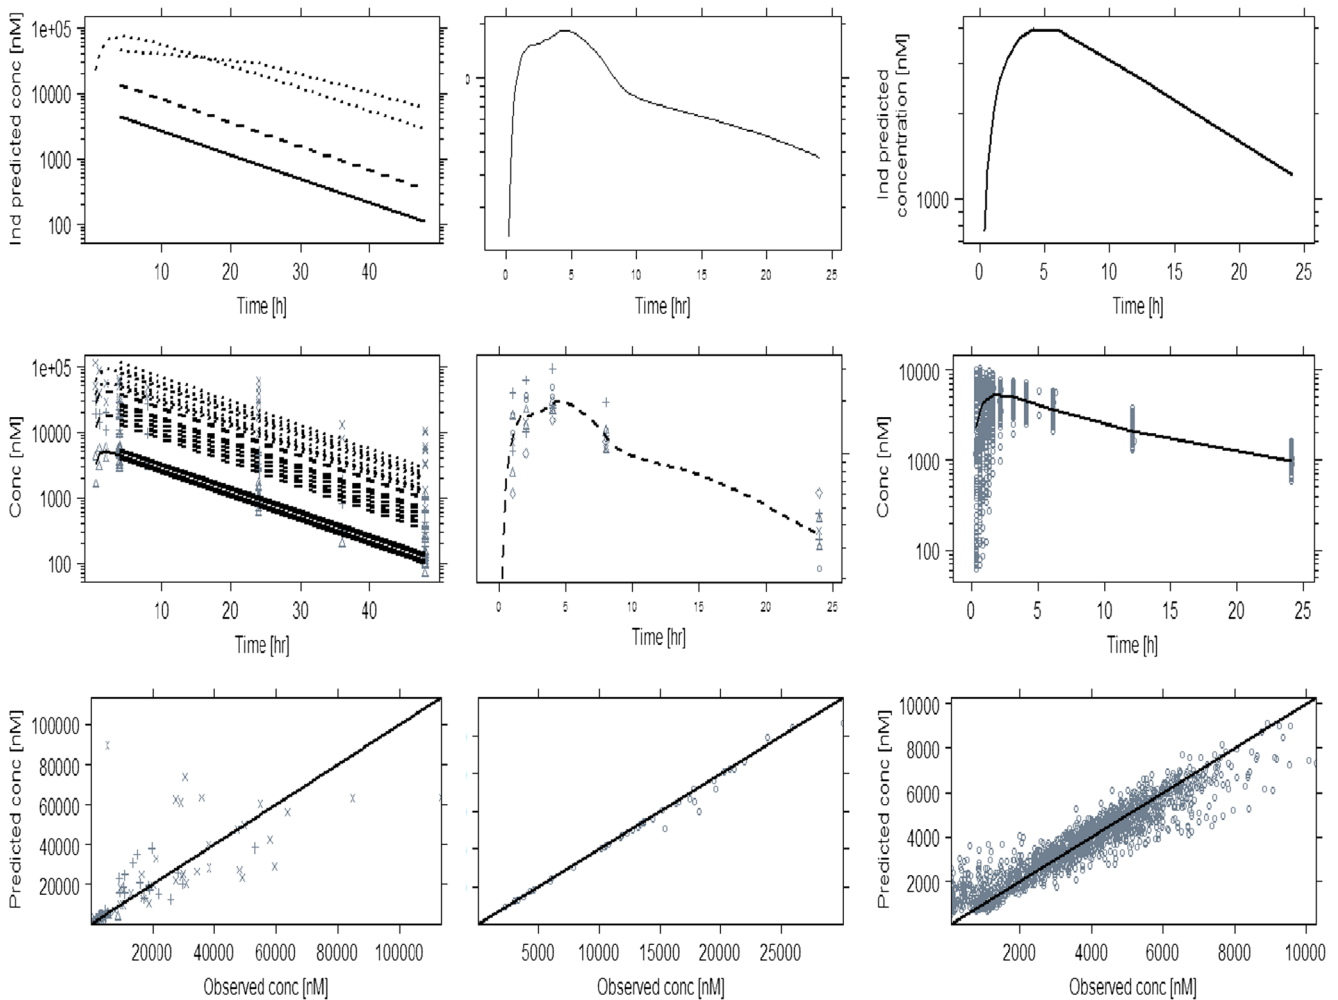 Ind predicted conc [nM]
1e+05
10000
1000
100
10 20 30 40
Time [h]
0
0 5 10 15 20 25
Time [hr]
Ind predicted
concentration [nM]
1000
0 5 10 15 20 25
Time [h]
Conc [nM]
1e+05
10000
1000
100
10 20 30 40
Time [hr]
0 5 10 15 20 25
Time [hr]
Conc [nM]
10000
1000
100
0 5 10 15 20 25
Time [h]
Predicted conc [nM]
100000
80000
60000
40000
20000
20000 40000 60000 80000 100000
Observed conc [nM]
5000 10000 15000 20000 25000
Observed conc [nM]
Predicted conc [nM]
10000
8000
6000
4000
2000
2000 4000 6000 8000 10000
Observed conc [nM]